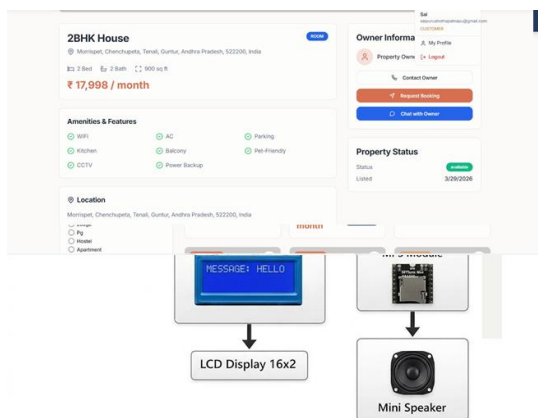 Sai
CUSTOMER
My Profile
Logout
2BHK House
ROOM
Morrispet, Chenchupeta, Tenali, Guntur, Andhra Pradesh, 522200, India
2 Bed 2 Bath 900 sq ft
₹ 17,998 / month
Owner Informa
Property Owne
Contact Owner
Request Booking
Chat with Owner
Amenities & Features
WiFi AC Parking
Kitchen Balcony Pet-Friendly
CCTV Power Backup
Property Status
Status available
Listed 3/29/2026
Location
Morrispet, Chenchupeta, Tenali, Guntur, Andhra Pradesh, 522200, India
month
Pg
Hostel
Apartment
MESSAGE: HELLO
LCD Display 16x2
Mini Speaker